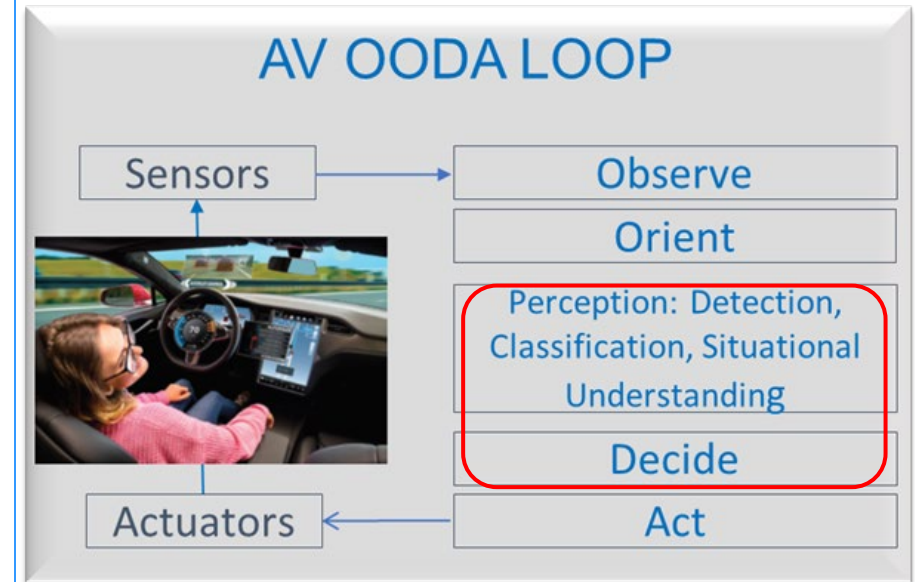 AV OODA LOOP
Sensors
Observe
Orient
Perception: Detection,
Classification, Situational
Understanding
Decide
Actuators
Act